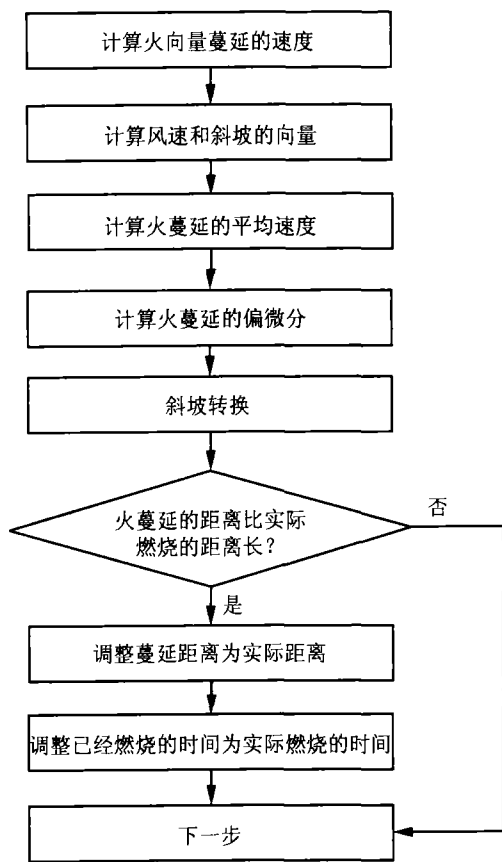 计算火向量蔓延的速度
计算风速和斜坡的向量
计算火蔓延的平均速度
计算火蔓延的偏微分
斜坡转换
火蔓延的距离比实际
燃烧的距离长?
否
是
调整蔓延距离为实际距离
调整已经燃烧的时间为实际燃烧的时间
下一步